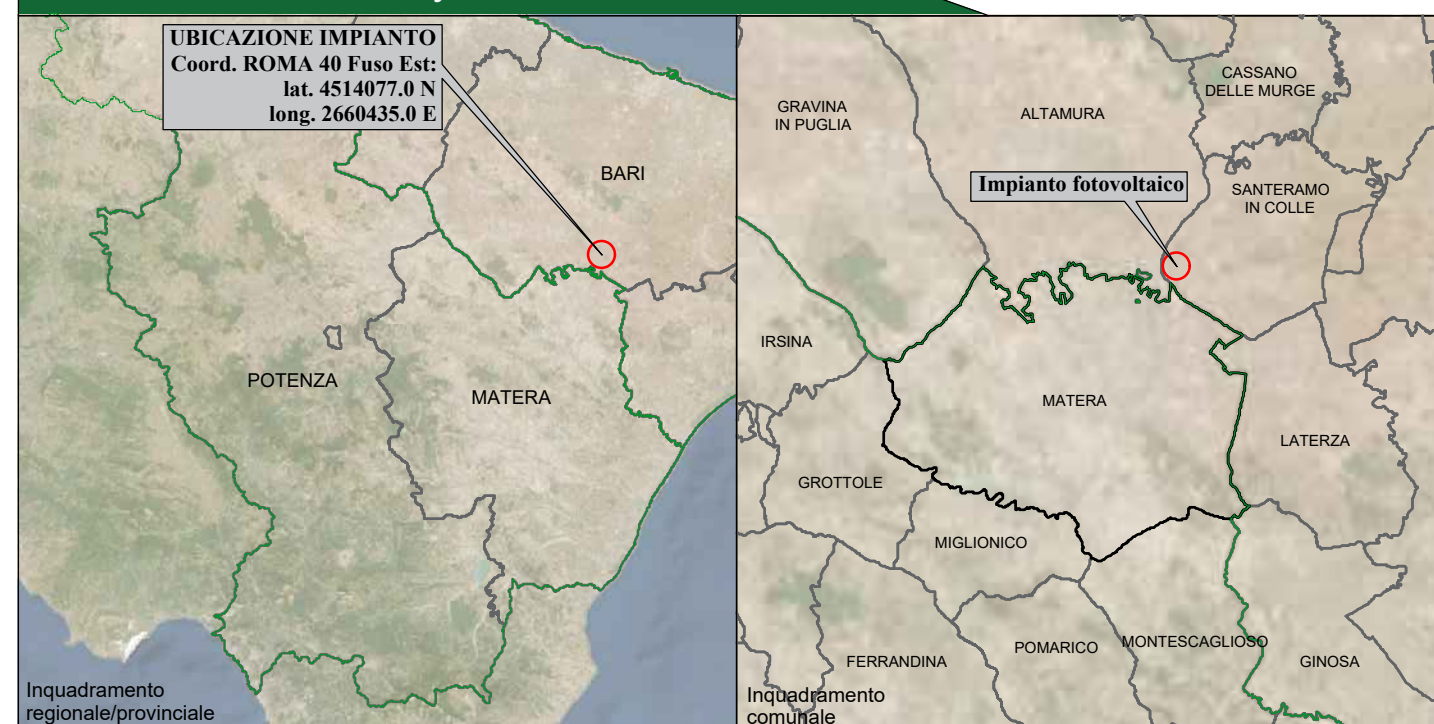 UBICAZIONE IMPIANTO
Coord. ROMA 40 Fuso Est:
lat. 4514077.0 N
long. 2660435.0 E
BARI
POTENZA
MATERA
Inquadramento
regionale/provinciale
CASSANO
DELLE MURGE
GRAVINA
IN PUGLIA
ALTAMURA
Impianto fotovoltaico
SANTERAMO
IN COLLE
IRSINA
MATERA
LATERZA
GROTTOLE
MIGLIONICO
POMARICO
MONTESCAGLIOSO
FERRANDINA
GINOSA
Inquadramento
comunale